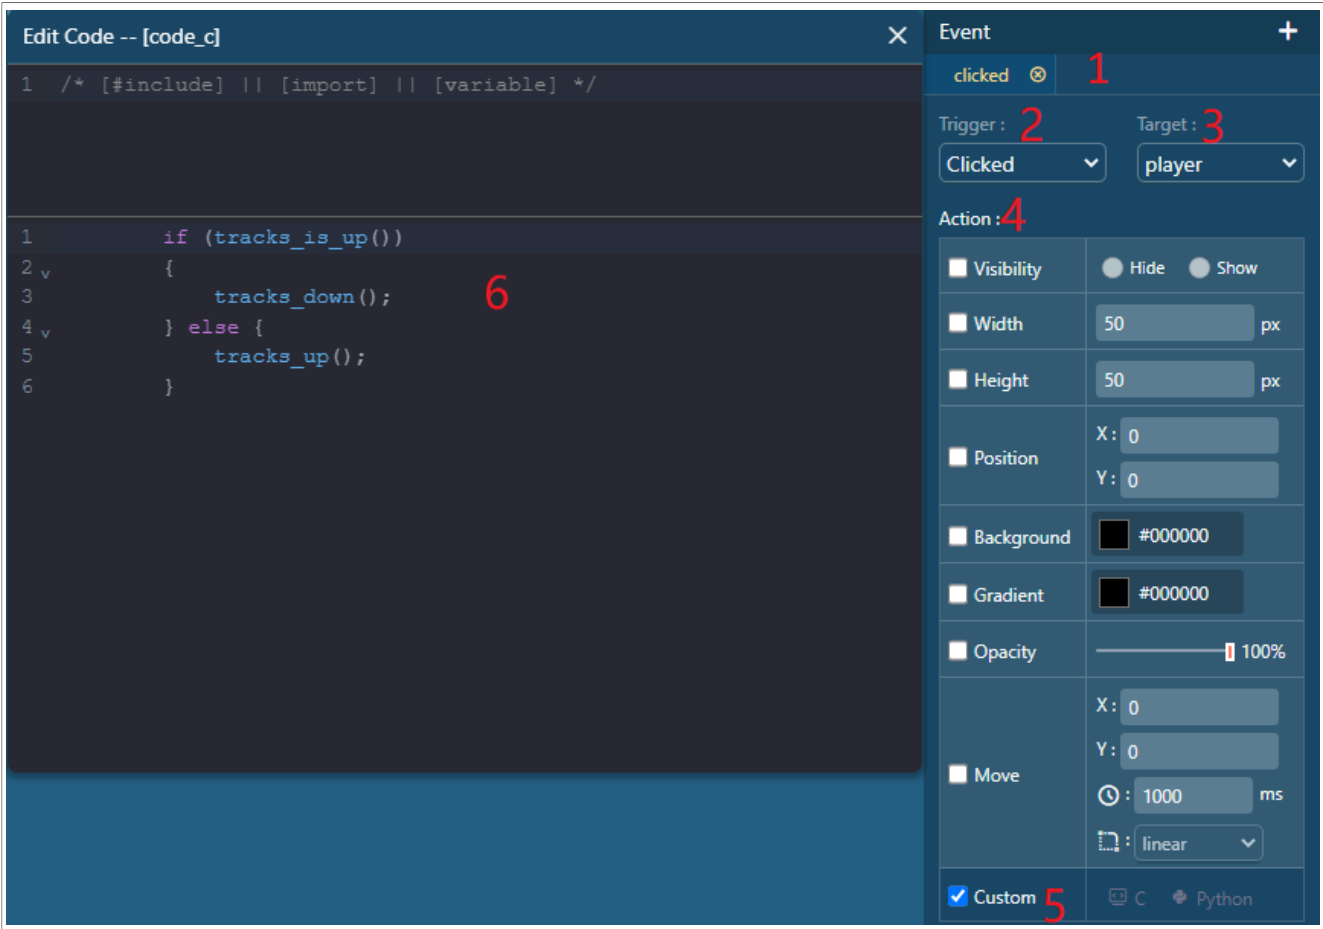 Edit Code -- [code_c]
1 /* [#include] || [import] || [variable] */
1 if (tracks_is_up())
2 {
3 tracks_down();
4 } else {
5 tracks_up();
6 }
6
Event
clicked
1
Trigger : 2 Target : 3
Clicked player
Action : 4
Visibility Hide Show
Width 50 px
Height 50 px
Position X : 0
Y : 0
Background #000000
Gradient #000000
Opacity 100%
Move X : 0
Y : 0
: 1000 ms
: linear
Custom 5 C Python